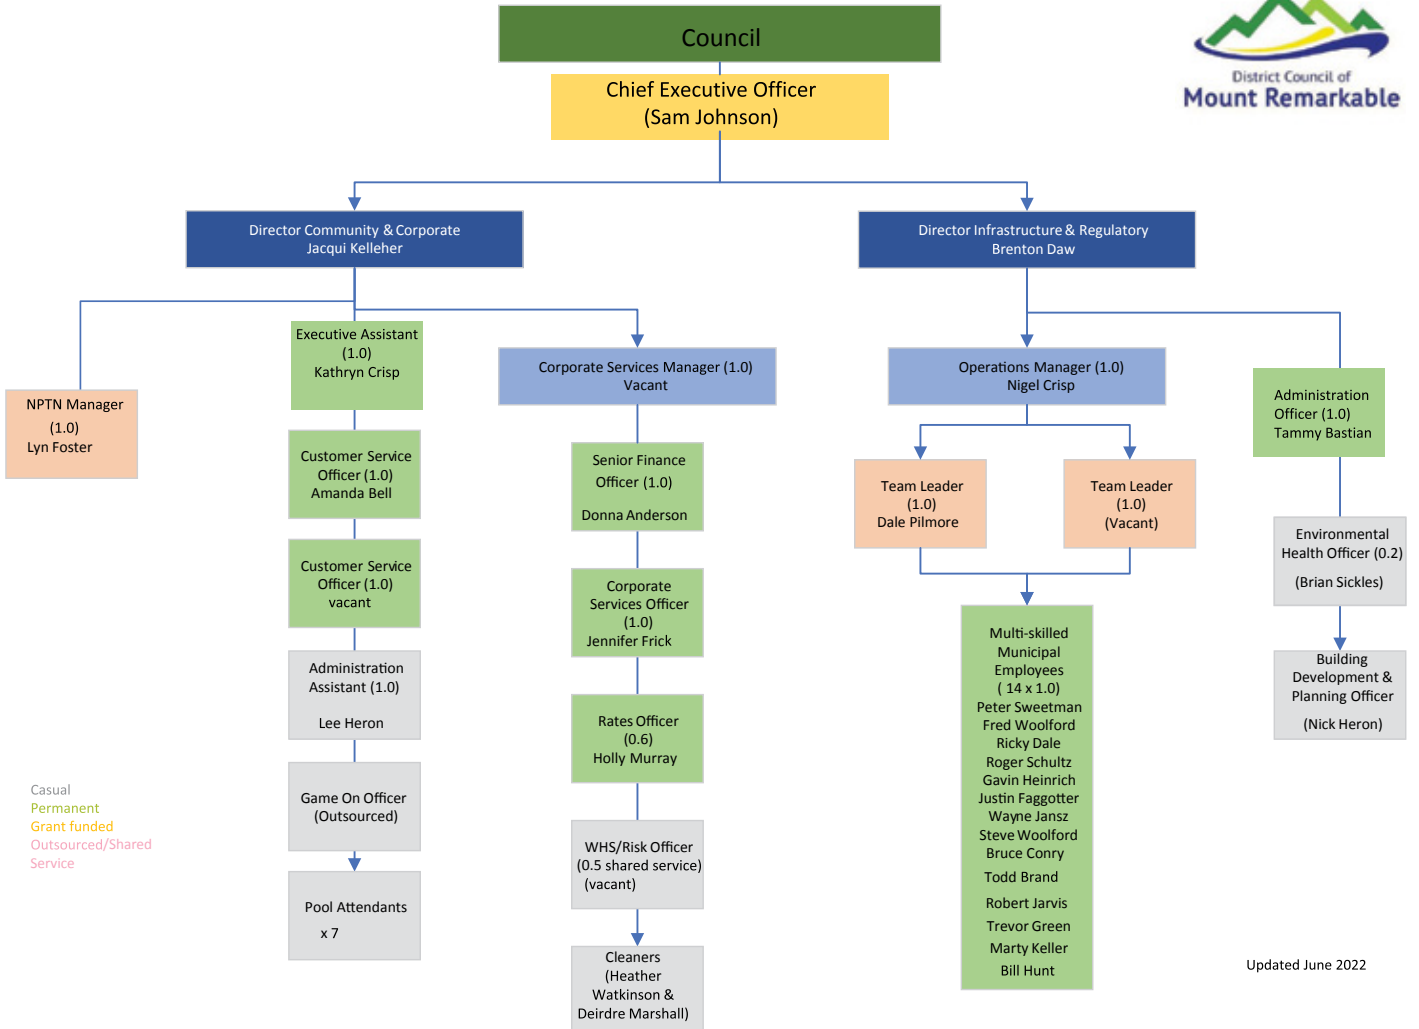 Council
Chief Executive Officer
(Sam Johnson)
District Council of
Mount Remarkable
Director Community & Corporate
Jacqui Kelleher
Director Infrastructure & Regulatory
Brenton Daw
NPTN Manager
(1.0)
Lyn Foster
Executive Assistant
(1.0)
Kathryn Crisp
Customer Service
Officer (1.0)
Amanda Bell
Customer Service
Officer (1.0)
vacant
Administration
Assistant (1.0)
Lee Heron
Game On Officer
(Outsourced)
Pool Attendants
x 7
Corporate Services Manager (1.0)
Vacant
Senior Finance
Officer (1.0)
Donna Anderson
Corporate
Services Officer
(1.0)
Jennifer Frick
Rates Officer
(0.6)
Holly Murray
WHS/Risk Officer
(0.5 shared service)
(vacant)
Cleaners
(Heather
Watkinson &
Deirdre Marshall)
Operations Manager (1.0)
Nigel Crisp
Team Leader
(1.0)
Dale Pilmore
Team Leader
(1.0)
(Vacant)
Multi-skilled
Municipal
Employees
( 14 x 1.0)
Peter Sweetman
Fred Woolford
Ricky Dale
Roger Schultz
Gavin Heinrich
Justin Faggotter
Wayne Jansz
Steve Woolford
Bruce Conry
Todd Brand
Robert Jarvis
Trevor Green
Marty Keller
Bill Hunt
Administration
Officer (1.0)
Tammy Bastian
Environmental
Health Officer (0.2)
(Brian Sickles)
Building
Development &
Planning Officer
(Nick Heron)
Casual
Permanent
Grant funded
Outsourced/Shared
Service
Updated June 2022